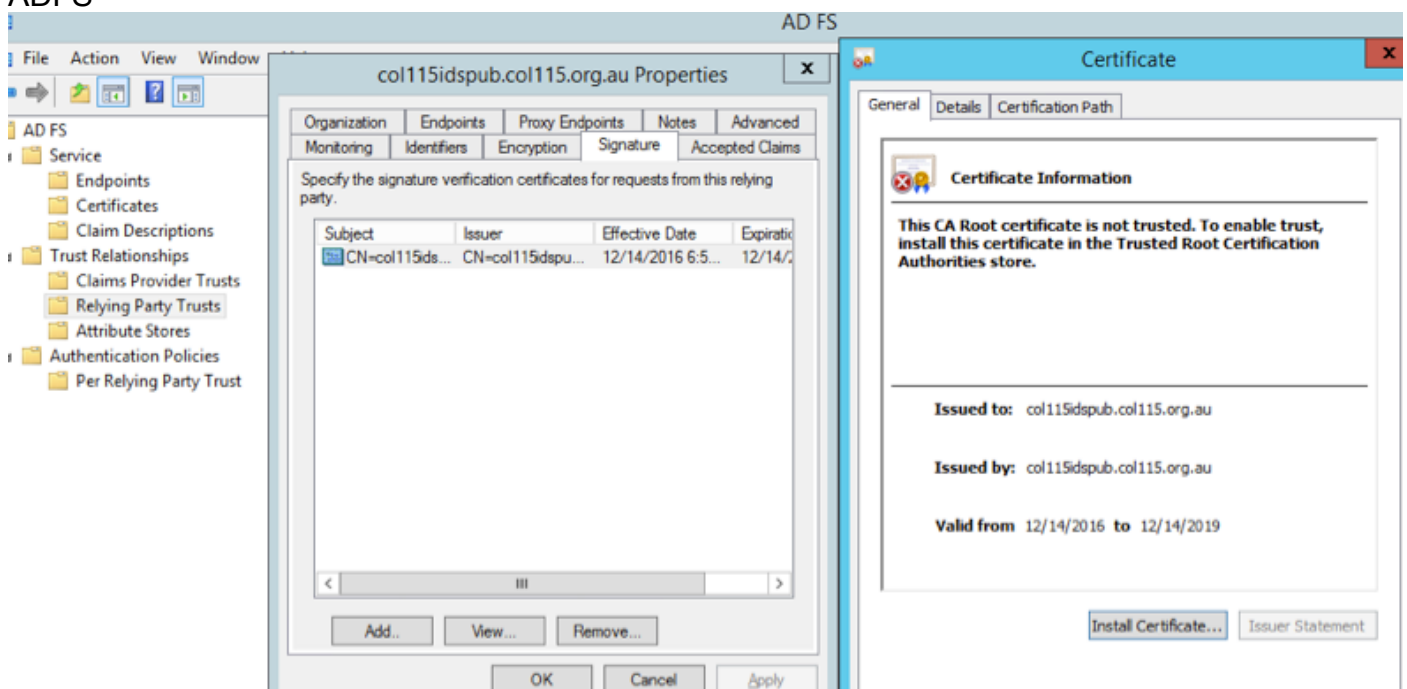 ADFS
AD FS
File Action View Window
AD FS
Service
Endpoints
Certificates
Claim Descriptions
Trust Relationships
Claims Provider Trusts
Relying Party Trusts
Attribute Stores
Authentication Policies
Per Relying Party Trust
col115idspub.col115.org.au Properties
Organization Endpoints Proxy Endpoints Notes Advanced
Monitoring Identifiers Encryption Signature Accepted Claims
Specify the signature verification certificates for requests from this relying
party.
Subject Issuer Effective Date Expiratic
CN=col115ids... CN=col115idspu... 12/14/2016 6:5... 12/14/2
Add.. View... Remove...
OK Cancel Apply
Certificate
General Details Certification Path
Certificate Information
This CA Root certificate is not trusted. To enable trust,
install this certificate in the Trusted Root Certification
Authorities store.
Issued to: col115idspub.col115.org.au
Issued by: col115idspub.col115.org.au
Valid from 12/14/2016 to 12/14/2019
Install Certificate... Issuer Statement